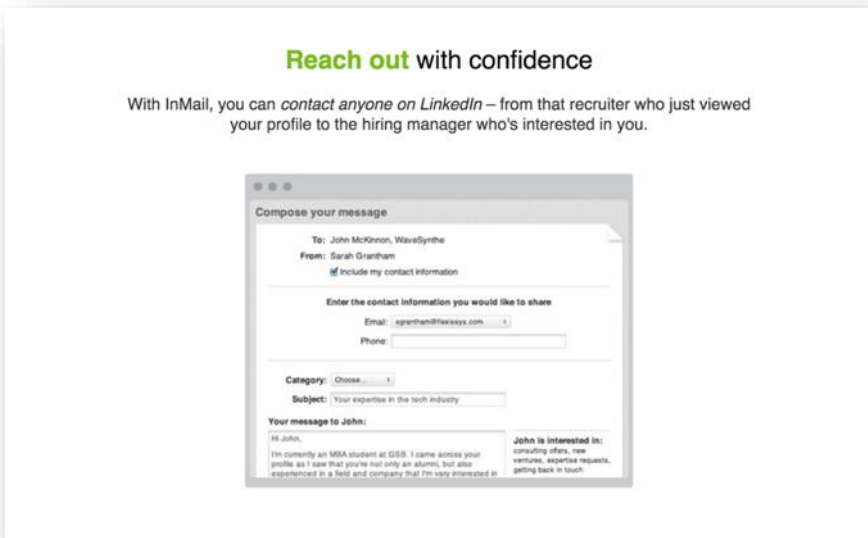 Reach out with confidence
With InMail, you can contact anyone on LinkedIn – from that recruiter who just viewed
your profile to the hiring manager who's interested in you.
Compose your message
To: John McKinnon, WaveSynthe
From: Sarah Grantham
Include my contact information
Enter the contact information you would like to share
Email: sgrantham@flexisys.com
Phone:
Category: Choose...
Subject: Your expertise in the tech industry
Your message to John:
Hi John,
I'm currently an MBA student at GSB. I came across your
profile as I saw that you're not only an alumni, but also
experienced in a field and company that I'm very interested in
John is interested in:
consulting offers, new
ventures, expertise requests,
getting back in touch